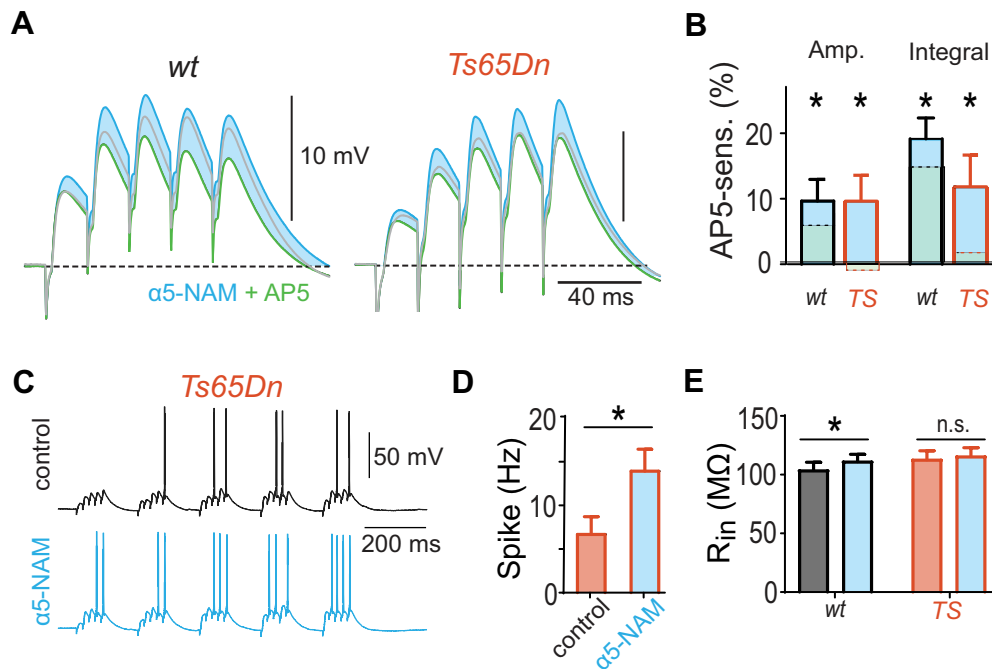 A
wt
Ts65Dn
10 mV
α5-NAM + AP5
40 ms
B
Amp. Integral
AP5-sens. (%)
* * * *
20
10
0
wt TS wt TS
C
Ts65Dn
control
50 mV
200 ms
α5-NAM
D
Spike (Hz)
20
*
10
0
control α5-NAM
E
Rin (MΩ)
150
* n.s.
100
50
0
wt TS